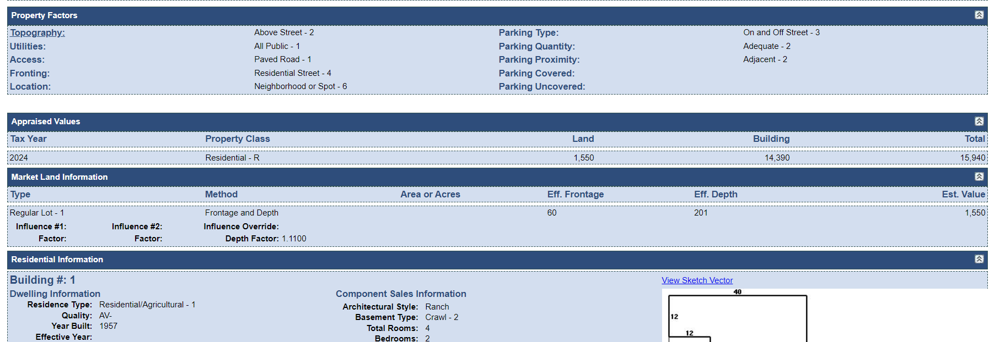 Property Factors
Topography: Above Street - 2 Parking Type: On and Off Street - 3
Utilities: All Public - 1 Parking Quantity: Adequate - 2
Access: Paved Road - 1 Parking Proximity: Adjacent - 2
Fronting: Residential Street - 4 Parking Covered:
Location: Neighborhood or Spot - 6 Parking Uncovered:
Appraised Values
Tax Year Property Class Land Building Total
2024 Residential - R 1,550 14,390 15,940
Market Land Information
Type Method Area or Acres Eff. Frontage Eff. Depth Est. Value
Regular Lot - 1 Frontage and Depth 60 201 1,550
Influence #1: Influence #2: Influence Override:
Factor: Factor: Depth Factor: 1.1100
Residential Information
Building #: 1
View Sketch Vector
Dwelling Information Component Sales Information
40
Residence Type: Residential/Agricultural - 1 Architectural Style: Ranch
Quality: AV- Basement Type: Crawl - 2
12
Year Built: 1957 Total Rooms: 4
12
Effective Year: Bedrooms: 2